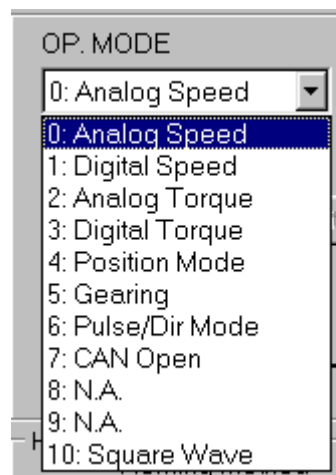 OP. MODE
0: Analog Speed
0: Analog Speed
1: Digital Speed
2: Analog Torque
3: Digital Torque
4: Position Mode
5: Gearing
6: Pulse/Dir Mode
7: CAN Open
8: N.A.
9: N.A.
10: Square Wave